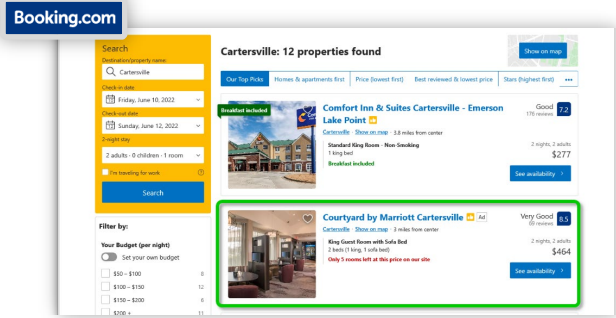 Booking.com
Search
Destination/property name:
Cartersville
Check-in date
Friday, June 10, 2022
Check-out date
Sunday, June 12, 2022
2-night stay
2 adults · 0 children · 1 room
I'm traveling for work
Search
Filter by:
Your Budget (per night)
Set your own budget
$50 – $100 8
$100 – $150 12
$150 – $200 8
$200 + 11
Cartersville: 12 properties found
Show on map
Our Top Picks
Homes & apartments first
Price (lowest first)
Best reviewed & lowest price
Stars (highest first)
Breakfast included
Comfort Inn & Suites Cartersville - Emerson
Lake Point
Good 7.2
176 reviews
Cartersville · Show on map · 3.8 miles from center
Standard King Room - Non-Smoking
1 king bed
Breakfast included
2 nights, 2 adults
$277
See availability
Courtyard by Marriott Cartersville Ad
Very Good 8.5
69 reviews
Cartersville · Show on map · 3 miles from center
King Guest Room with Sofa Bed
2 beds (1 king, 1 sofa bed)
Only 5 rooms left at this price on our site
2 nights, 2 adults
$464
See availability